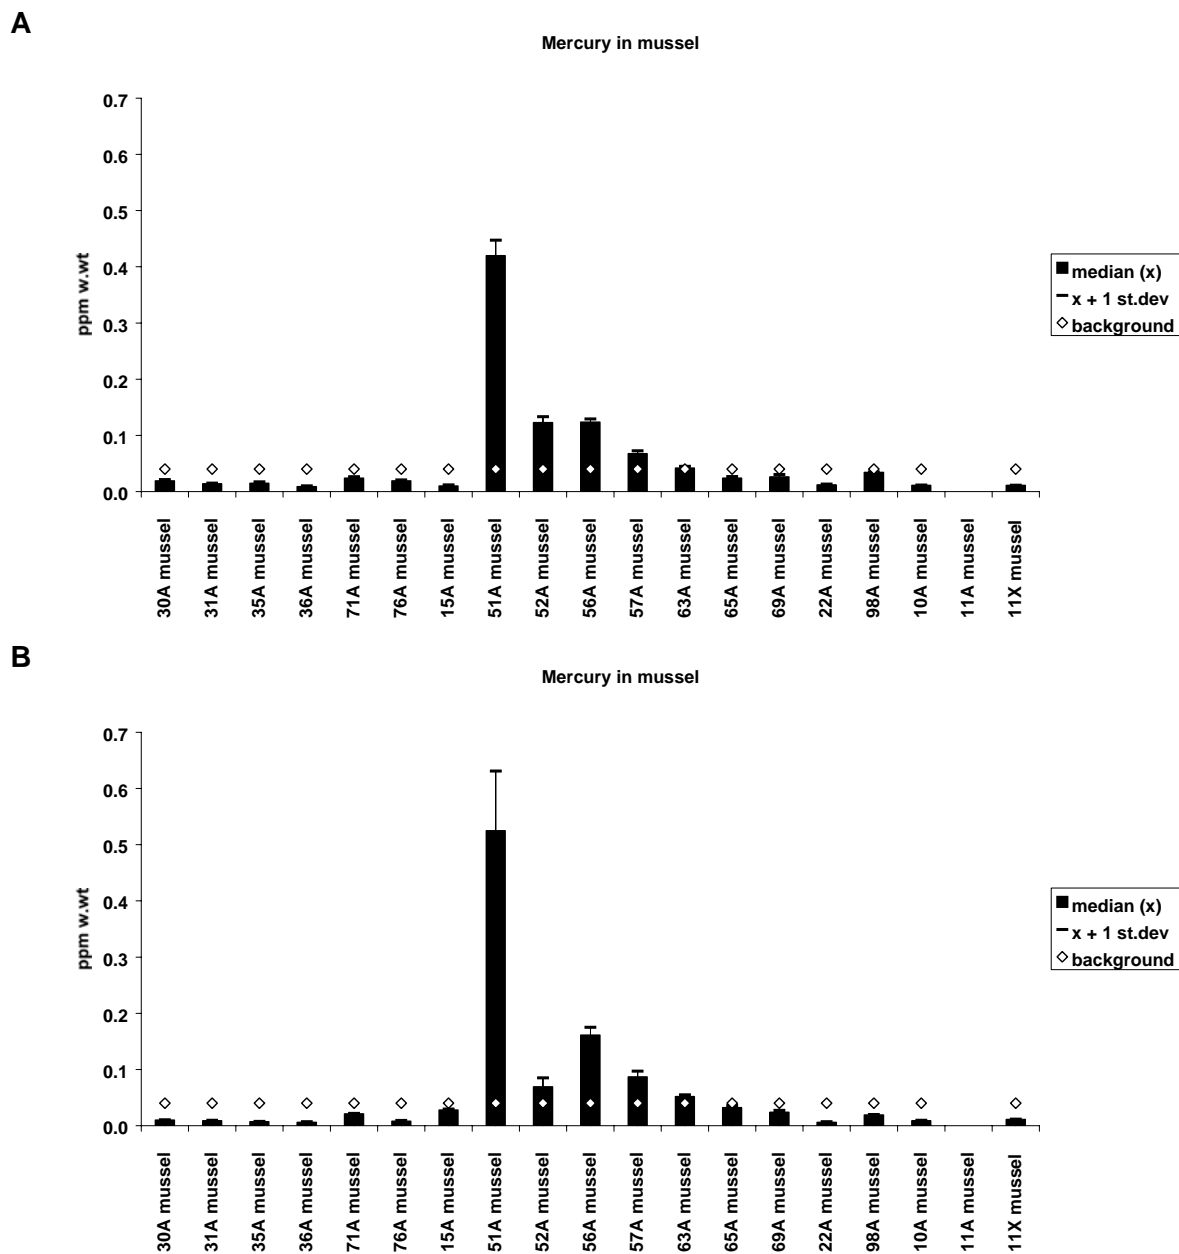 A
Mercury in mussel
0.7
0.6
0.5
0.4
0.3
0.2
0.1
0.0
ppm w.wt
30A mussel
31A mussel
35A mussel
36A mussel
71A mussel
76A mussel
15A mussel
51A mussel
52A mussel
56A mussel
57A mussel
63A mussel
65A mussel
69A mussel
22A mussel
98A mussel
10A mussel
11A mussel
11X mussel
median (x)
x + 1 st.dev
background
B
Mercury in mussel
0.7
0.6
0.5
0.4
0.3
0.2
0.1
0.0
ppm w.wt
30A mussel
31A mussel
35A mussel
36A mussel
71A mussel
76A mussel
15A mussel
51A mussel
52A mussel
56A mussel
57A mussel
63A mussel
65A mussel
69A mussel
22A mussel
98A mussel
10A mussel
11A mussel
11X mussel
median (x)
x + 1 st.dev
background